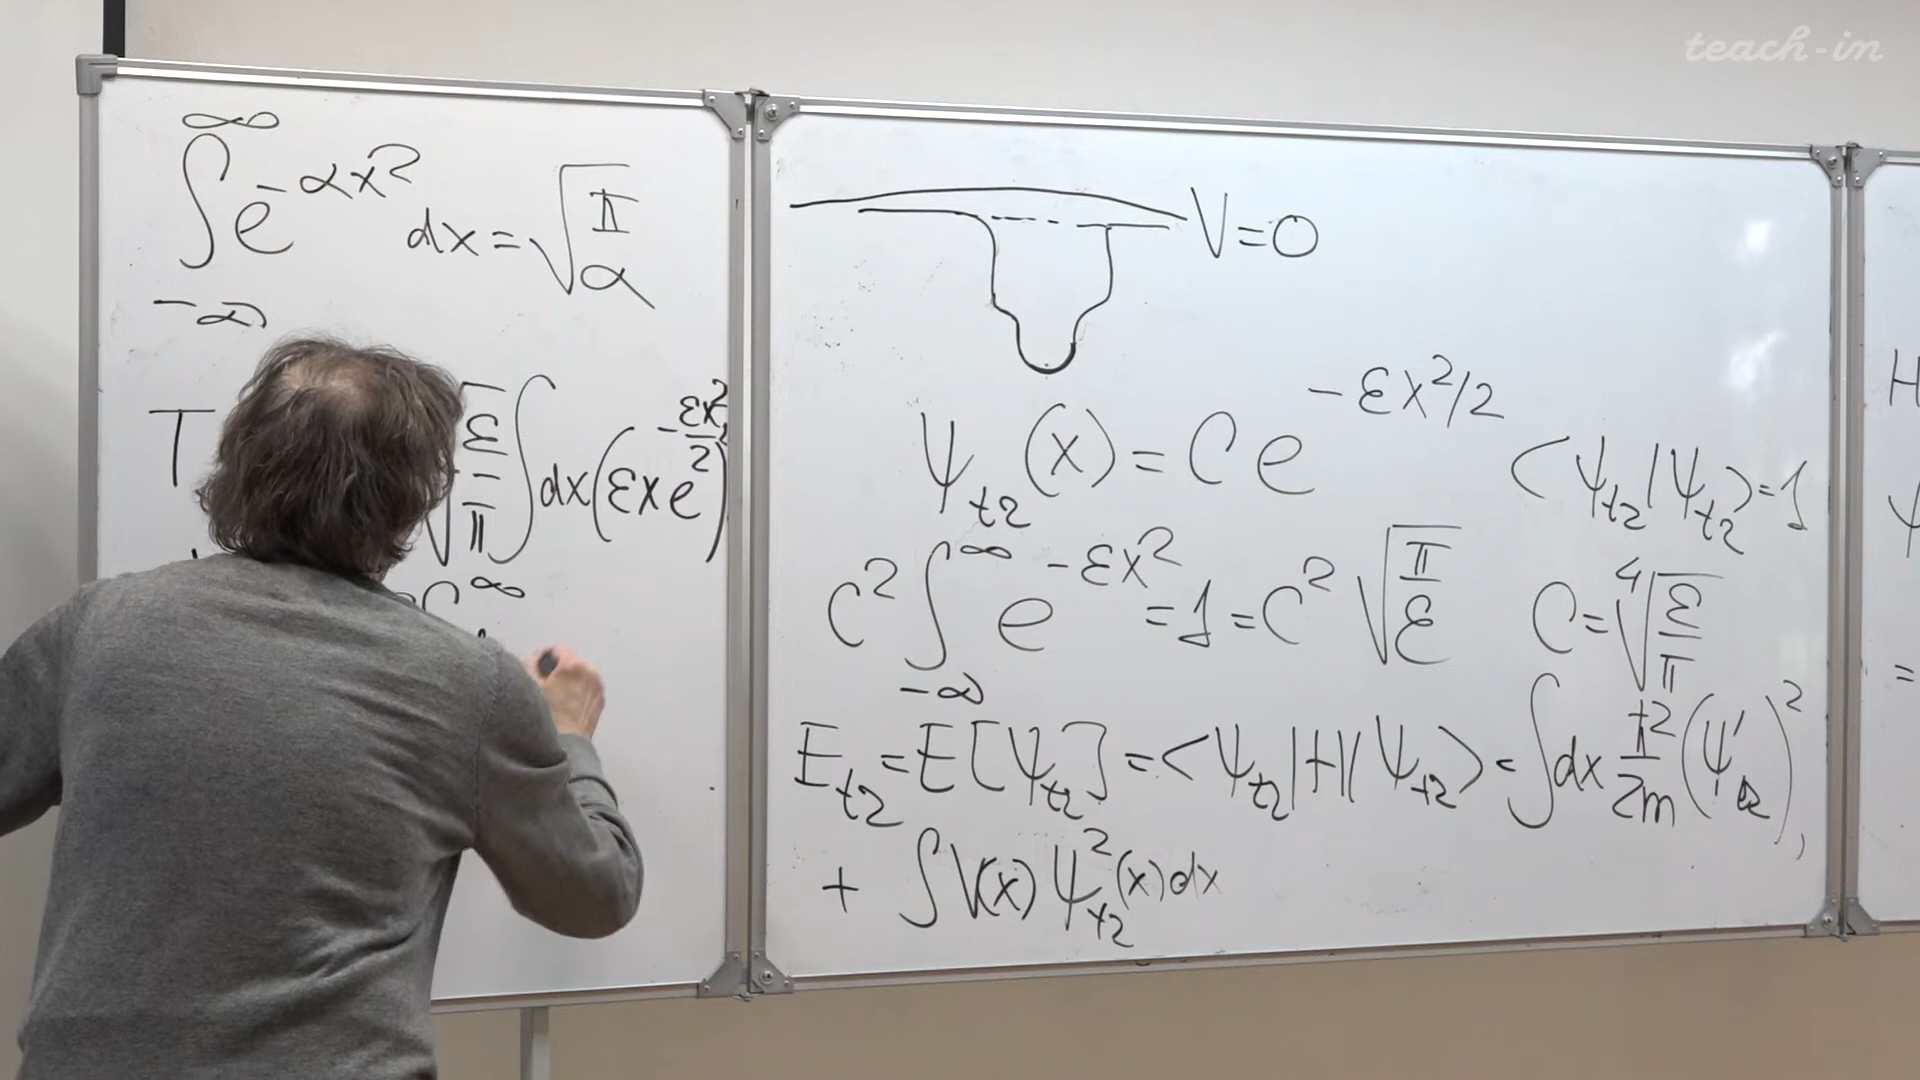 teach-in
∞
∫ e^{-αx²} dx = √(π/α)
-∞
T √(ε/π) ∫ dx (εx e^{-εx²/2})
∞
V=0
ψ_{t2}(x) = C e^{-εx²/2} ⟨ψ_{t2}|ψ_{t2}⟩=1
C² ∫_{-∞}^{∞} e^{-εx²} = 1 = C² √(π/ε) C = ⁴√(ε/π)
E_{t2} = E[ψ_{t2}] = ⟨ψ_{t2}|H|ψ_{t2}⟩ = ∫dx ħ²/2m (ψ'_{t2})²
+ ∫V(x) ψ²_{t2}(x)dx
H
ψ
=